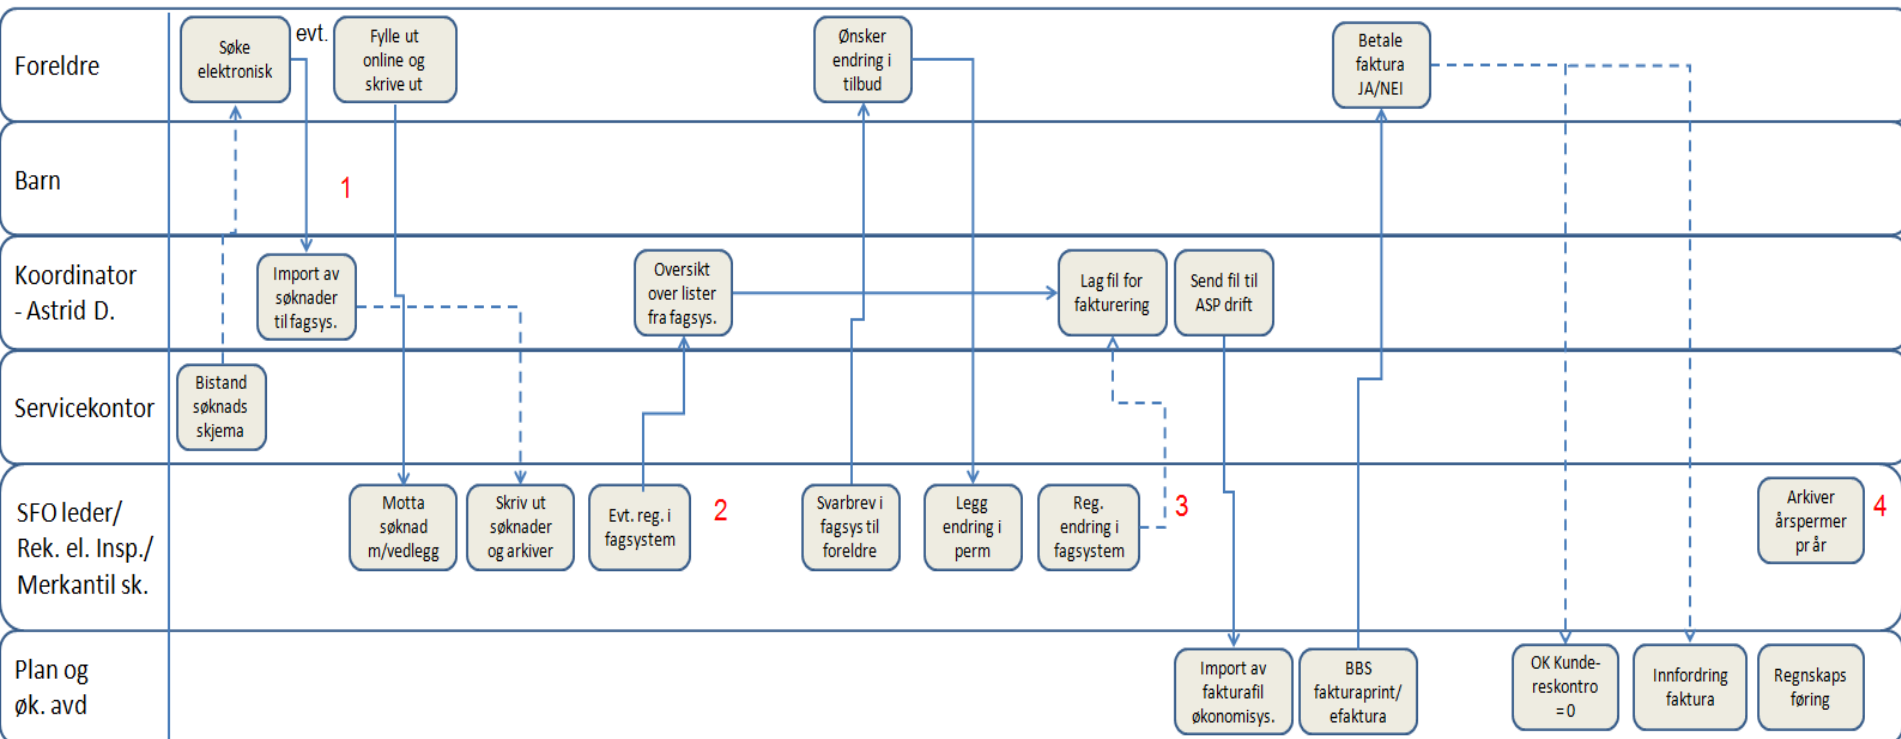 Foreldre
Søke
elektronisk
evt.
Fylle ut
online og
skrive ut
Ønsker
endring i
tilbud
Betale
faktura
JA/NEI
Barn
1
Koordinator
- Astrid D.
Import av
søknader
til fagsys.
Oversikt
over lister
fra fagsys.
Lag fil for
fakturering
Send fil til
ASP drift
Servicekontor
Bistand
søknads
skjema
SFO leder/
Rek. el. Insp./
Merkantil sk.
Motta
søknad
m/vedlegg
Skriv ut
søknader
og arkiver
Evt. reg. i
fagsystem
2
Svarbrev i
fagsys til
foreldre
Legg
endring i
perm
Reg.
endring i
fagsystem
3
Arkiver
årspermer
pr år
4
Plan og
øk. avd
Import av
fakturafil
økonomisys.
BBS
fakturaprint/
efaktura
OK Kunde-
reskontro
= 0
Innfordring
faktura
Regnskaps
føring